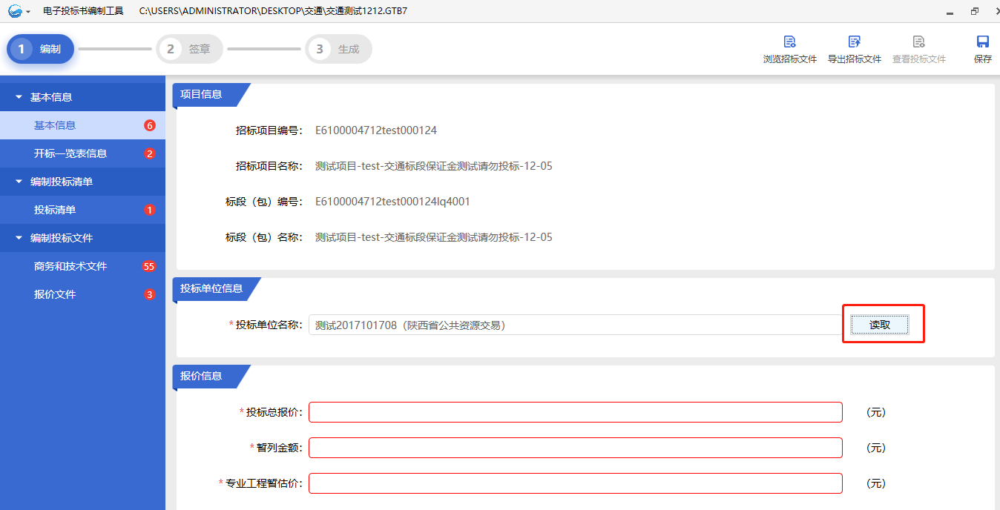 电子投标书编制工具 C:\USERS\ADMINISTRATOR\DESKTOP\交通\交通测试1212.GTB7
1 编制 2 签章 3 生成
浏览招标文件 导出招标文件 查看投标文件 保存
基本信息
基本信息 6
开标一览表信息 2
编制投标清单
投标清单 1
编制投标文件
商务和技术文件 55
报价文件 3
项目信息
招标项目编号： E6100004712test000124
招标项目名称： 测试项目-test-交通标段保证金测试请勿投标-12-05
标段（包）编号： E6100004712test000124lq4001
标段（包）名称： 测试项目-test-交通标段保证金测试请勿投标-12-05
投标单位信息
*投标单位名称： 测试2017101708（陕西省公共资源交易） 读取
报价信息
*投标总报价： （元）
*暂列金额： （元）
*专业工程暂估价： （元）